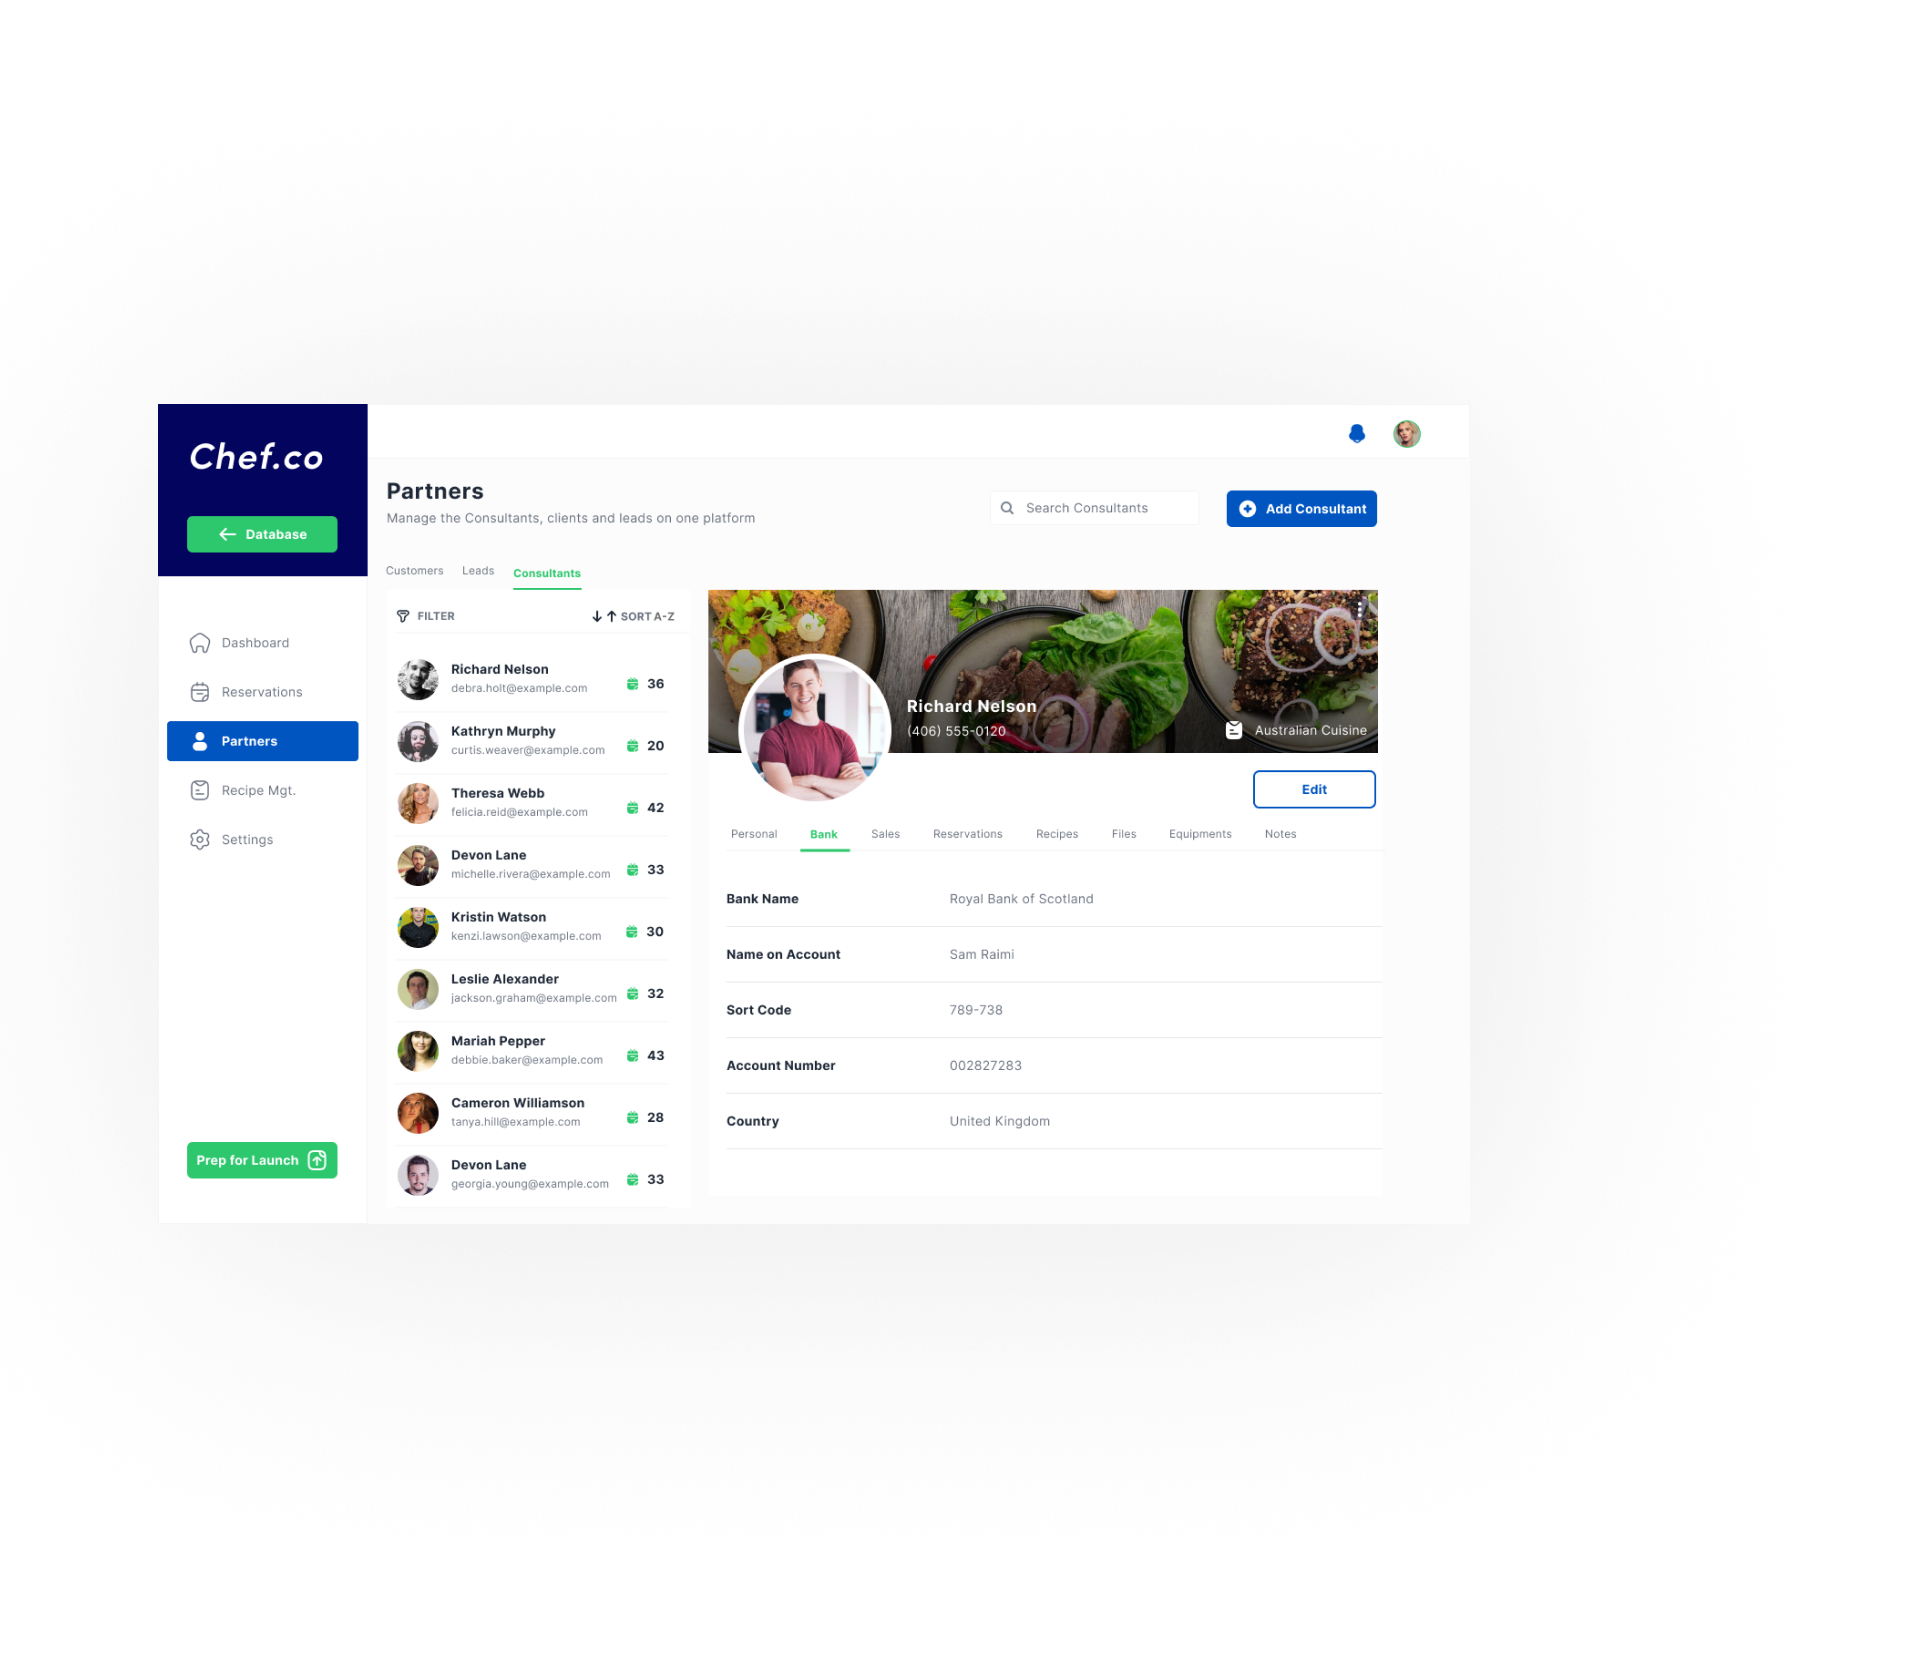 Chef.co
Database
Dashboard
Reservations
Partners
Recipe Mgt.
Settings
Prep for Launch
Partners
Manage the Consultants, clients and leads on one platform
Search Consultants
Add Consultant
Customers Leads Consultants
FILTER SORT A-Z
Richard Nelson
debra.holt@example.com
36
Kathryn Murphy
curtis.weaver@example.com
20
Theresa Webb
felicia.reid@example.com
42
Devon Lane
michelle.rivera@example.com
33
Kristin Watson
kenzi.lawson@example.com
30
Leslie Alexander
jackson.graham@example.com
32
Mariah Pepper
debbie.baker@example.com
43
Cameron Williamson
tanya.hill@example.com
28
Devon Lane
georgia.young@example.com
33
Richard Nelson
(406) 555-0120
Australian Cuisine
Edit
Personal Bank Sales Reservations Recipes Files Equipments Notes
Bank Name Royal Bank of Scotland
Name on Account Sam Raimi
Sort Code 789-738
Account Number 002827283
Country United Kingdom